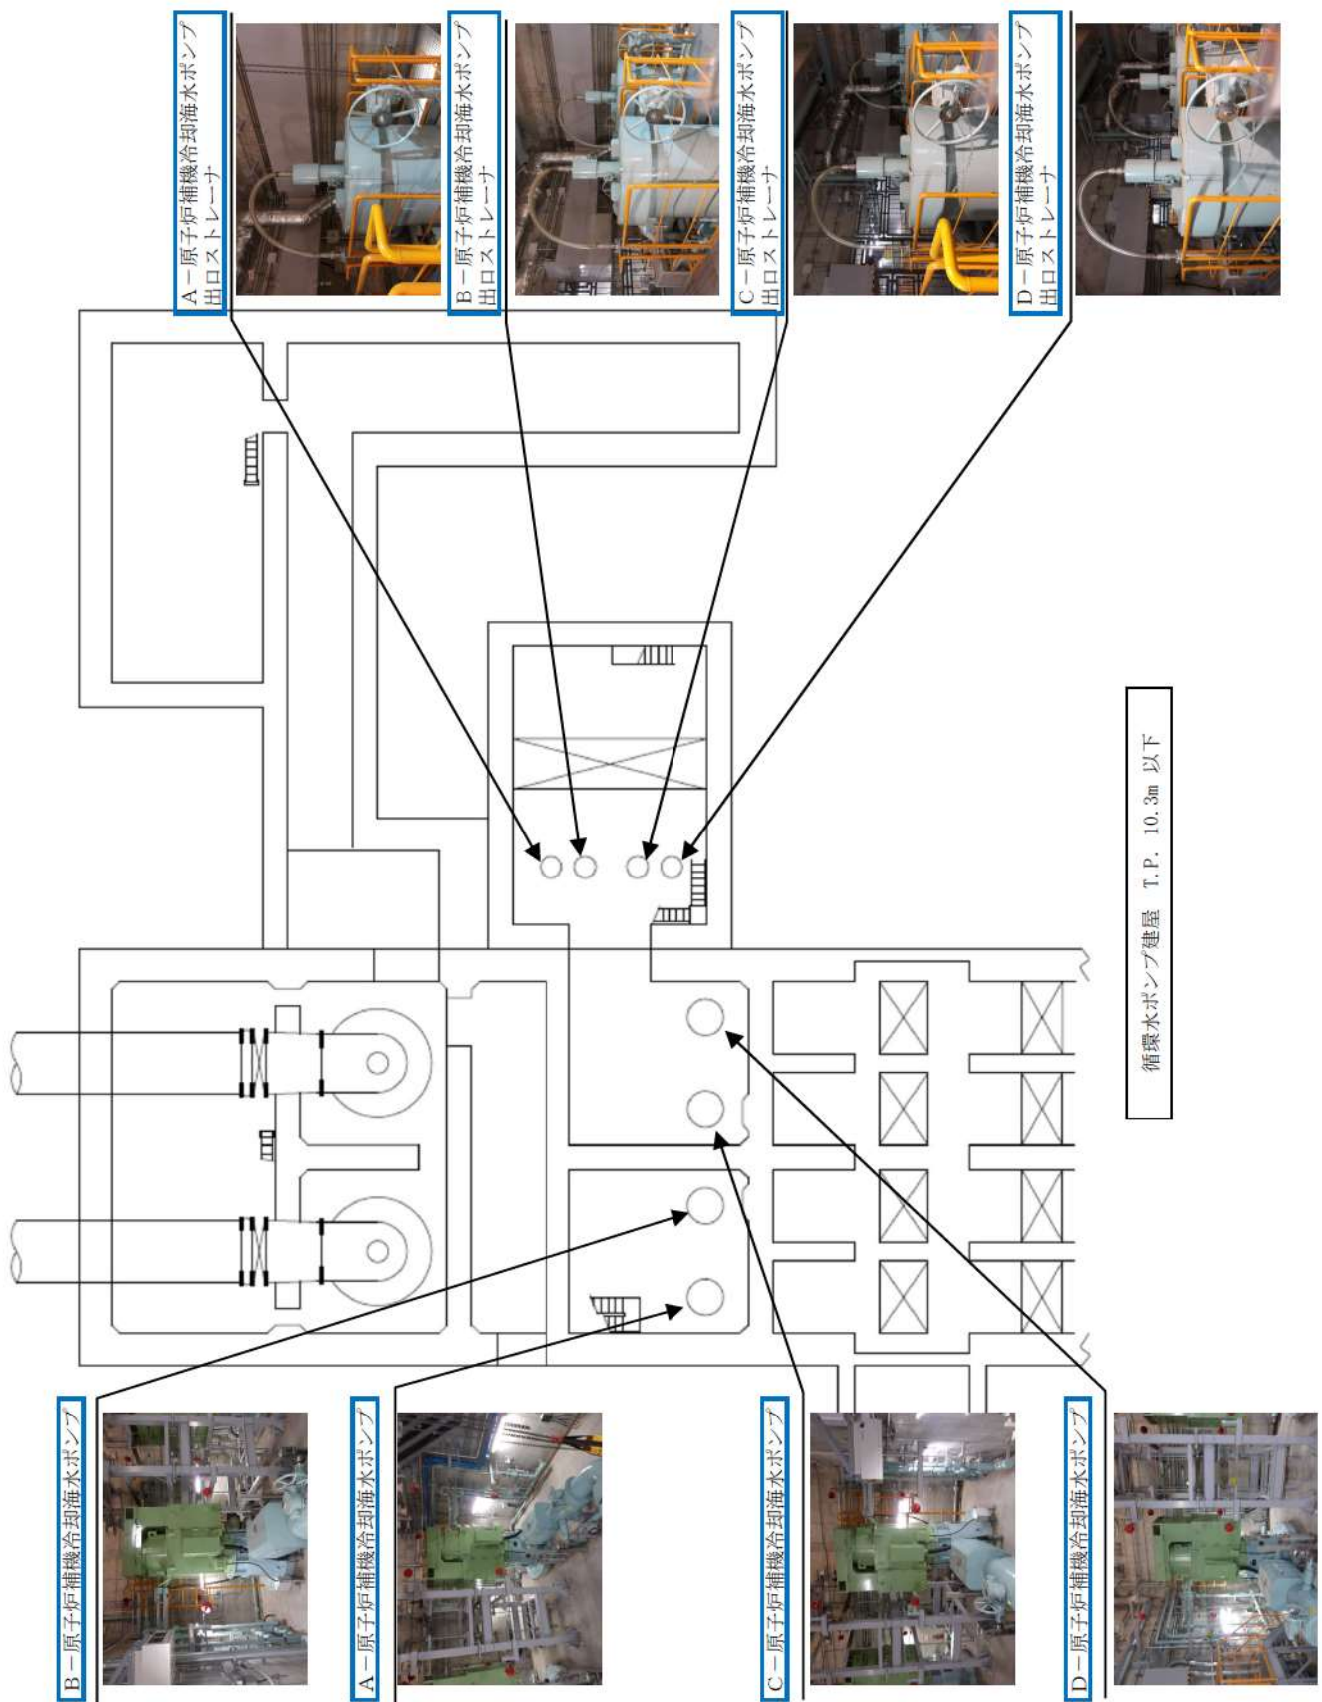 A－原子炉補機冷却海水ポンプ
出口ストレーナ
B－原子炉補機冷却海水ポンプ
出口ストレーナ
C－原子炉補機冷却海水ポンプ
出口ストレーナ
D－原子炉補機冷却海水ポンプ
出口ストレーナ
B－原子炉補機冷却海水ポンプ
A－原子炉補機冷却海水ポンプ
C－原子炉補機冷却海水ポンプ
D－原子炉補機冷却海水ポンプ
循環水ポンプ建屋　T.P. 10.3m 以下